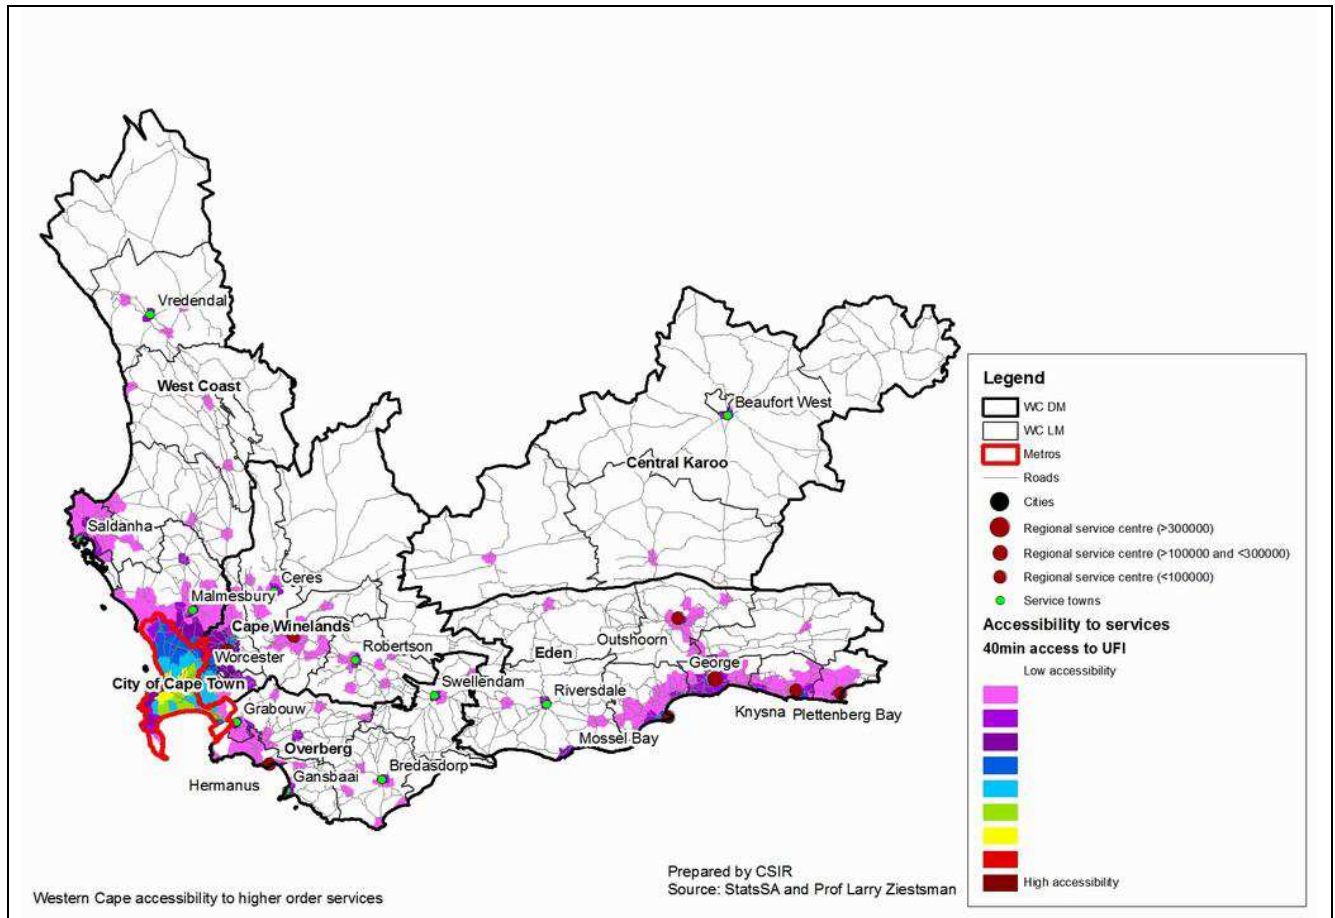 Vredendal
West Coast
Beaufort West
Central Karoo
Saldanha
Ceres
Malmesbury
Cape Winelands
Outshoorn
Robertson
Eden
Worcester
George
City of Cape Town
Swellendam
Riversdale
Grabouw
Knysna
Plettenberg Bay
Mossel Bay
Overberg
Bredasdorp
Gansbaai
Hermanus
Legend
WC DM
WC LM
Metros
Roads
Cities
Regional service centre (>300000)
Regional service centre (>100000 and <300000)
Regional service centre (<100000)
Service towns
Accessibility to services
40min access to UFI
Low accessibility
High accessibility
Prepared by CSIR
Source: StatsSA and Prof Larry Ziestsman
Western Cape accessibility to higher order services